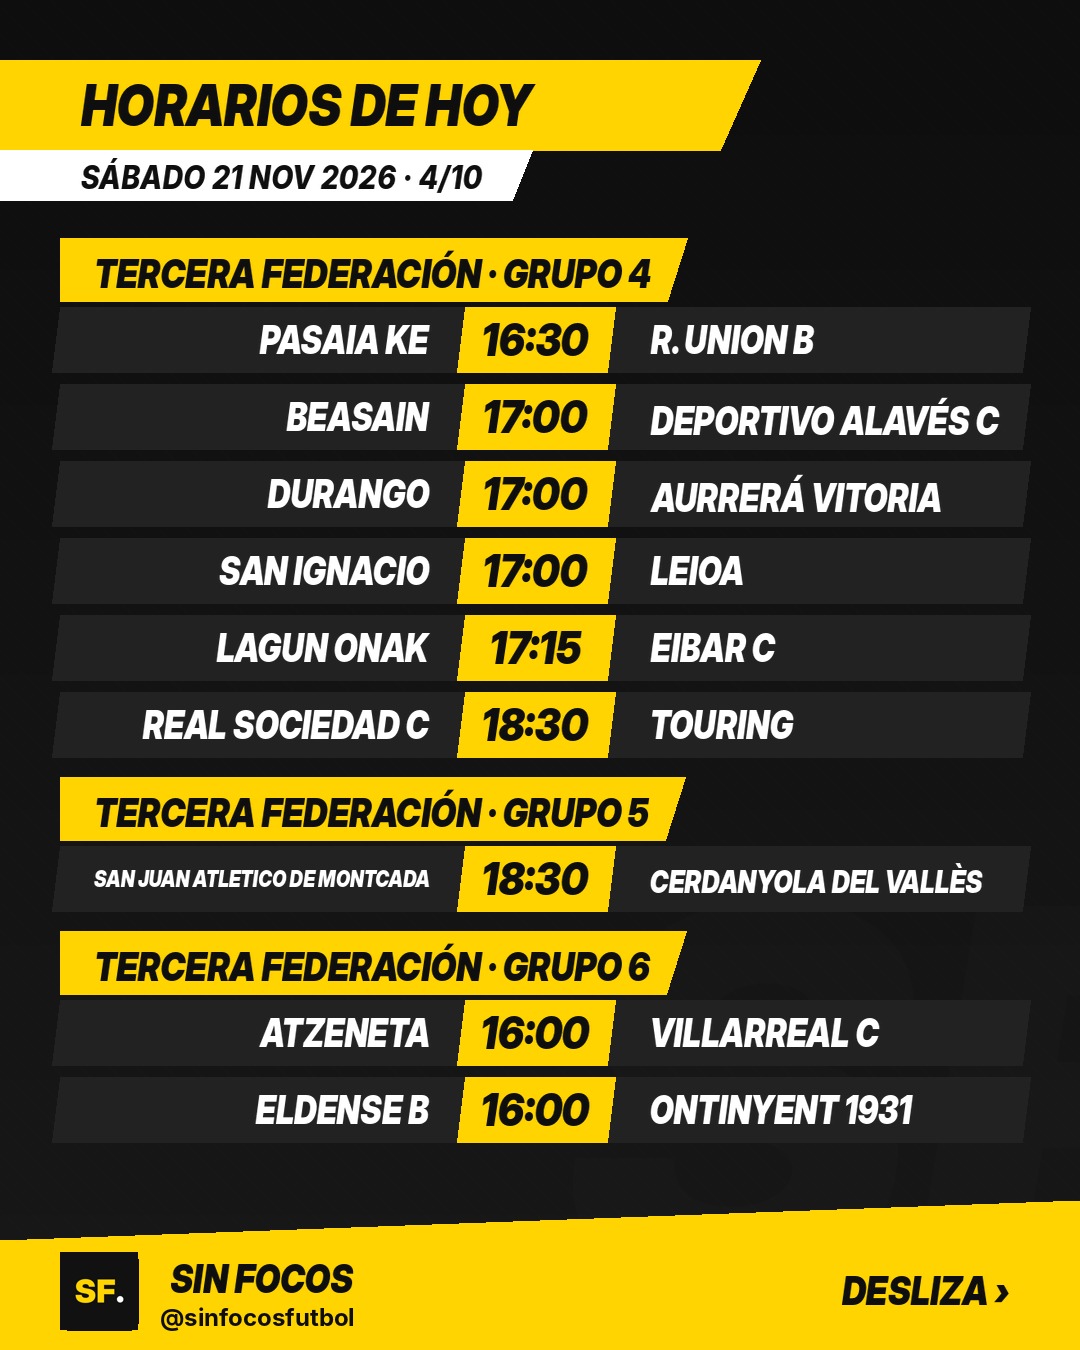 HORARIOS DE HOY
SÁBADO 21 NOV 2026 · 4/10
TERCERA FEDERACIÓN · GRUPO 4
PASAIA KE 16:30 R. UNION B
BEASAIN 17:00 DEPORTIVO ALAVÉS C
DURANGO 17:00 AURRERÁ VITORIA
SAN IGNACIO 17:00 LEIOA
LAGUN ONAK 17:15 EIBAR C
REAL SOCIEDAD C 18:30 TOURING
TERCERA FEDERACIÓN · GRUPO 5
SAN JUAN ATLETICO DE MONTCADA 18:30 CERDANYOLA DEL VALLÈS
TERCERA FEDERACIÓN · GRUPO 6
ATZENETA 16:00 VILLARREAL C
ELDENSE B 16:00 ONTINYENT 1931
SF.
SIN FOCOS
@sinfocosfutbol
DESLIZA ›